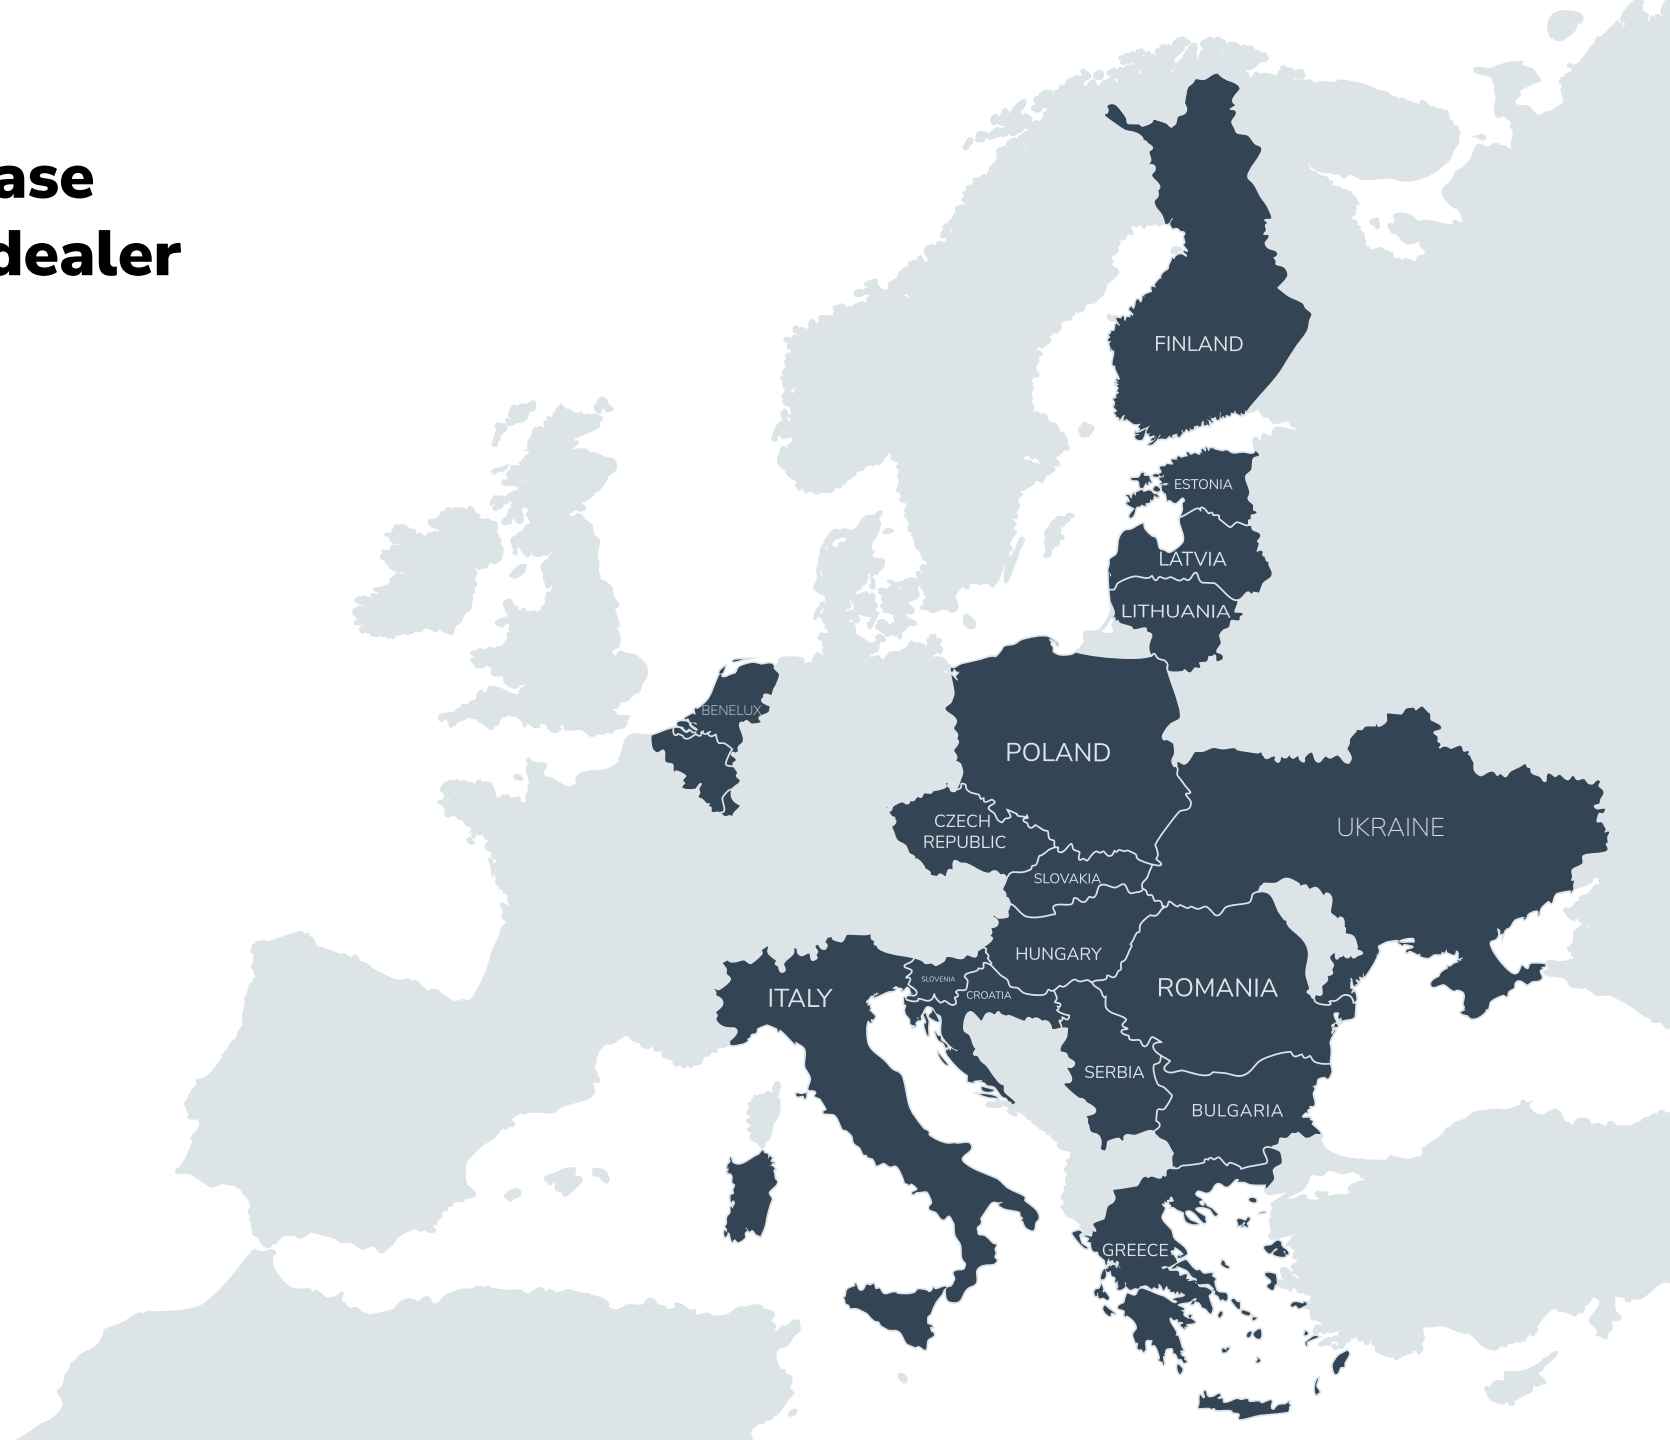 ase
dealer
FINLAND
ESTONIA
LATVIA
LITHUANIA
BENELUX
POLAND
CZECH
REPUBLIC
UKRAINE
SLOVAKIA
HUNGARY
SLOVENIA
CROATIA
ITALY
ROMANIA
SERBIA
BULGARIA
GREECE